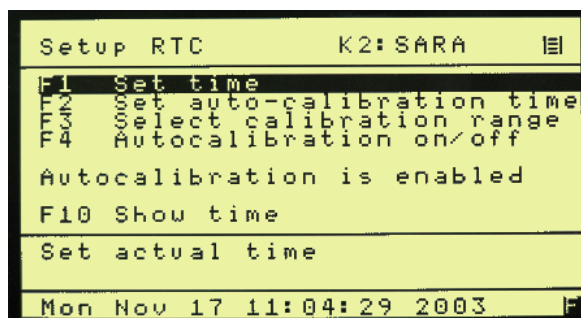 Setup RTC K2:SARA
F1 Set time
F2 Set auto-calibration time
F3 Select calibration range
F4 Autocalibration on/off
Autocalibration is enabled
F10 Show time
Set actual time
Mon Nov 17 11:04:29 2003